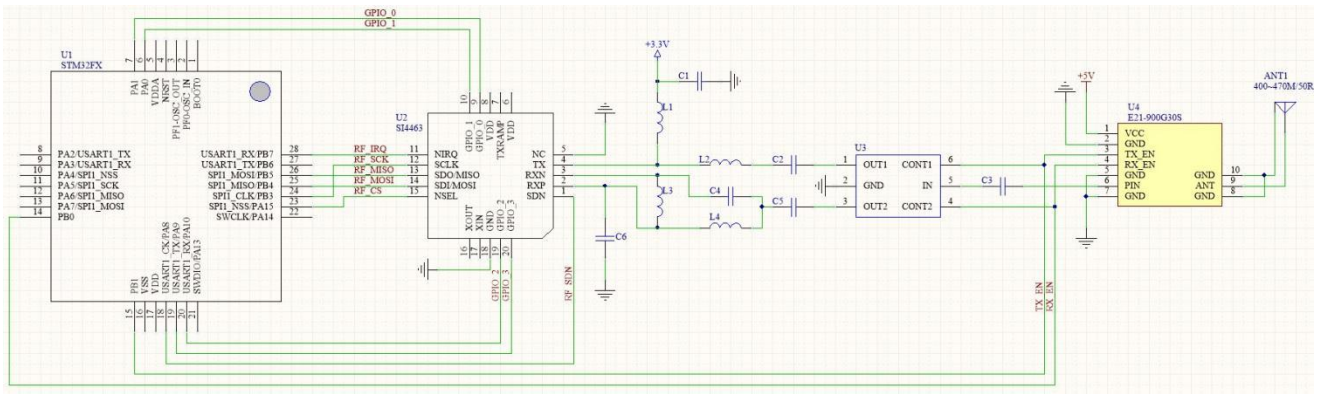 GPIO_0
GPIO_1
U1
STM32FX
7 6 5 4 3 2 1
PA1
PA0
VDDA
NRST
PF1-OSC_OUT
PF0-OSC_IN
BOOT0
8 PA2/USART1_TX
9 PA3/USART1_RX
10 PA4/SPI1_NSS
11 PA5/SPI1_SCK
12 PA6/SPI1_MISO
13 PA7/SPI1_MOSI
14 PB0
USART1_RX/PB7 28
USART1_TX/PB6 27
SPI1_MOSI/PB5 26
SPI1_MISO/PB4 25
SPI1_CLK/PB3 24
SPI1_NSS/PA15 23
SWCLK/PA14 22
PB1
VSS
VDD
USART1_CK/PA8
USART1_TX/PA9
USART1_RX/PA10
SWDIO/PA13
15 16 17 18 19 20 21
RF_IRQ
RF_SCK
RF_MISO
RF_MOSI
RF_CS
U2
SI4463
10 9 8 7 6
GPIO_1
GPIO_0
VDD
TXRAMP
VDD
11 NIRQ
12 SCLK
13 SDO/MISO
14 SDI/MOSI
15 NSEL
NC 5
TX 4
RXN 3
RXP 2
SDN 1
XOUT
XIN
GND
GPIO_2
GPIO_3
16 17 18 19 20
GPIO_2
GPIO_3
RF_SDN
+3.3V
C1
L1
L2
C2
L3
C4
C5
L4
C6
U3
1 OUT1 CONT1 6
2 GND IN 5
3 OUT2 CONT2 4
C3
TX_EN
RX_EN
+5V
U4
E21-900G30S
1 VCC
2 GND
3 TX_EN
4 RX_EN
5 GND
6 PIN
7 GND
GND 10
ANT 9
GND 8
ANT1
400~470M/50R